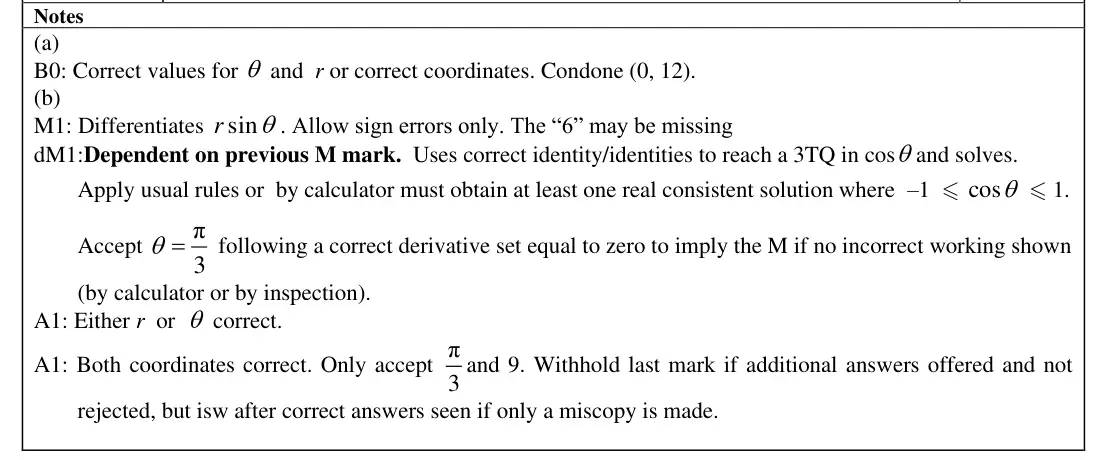 Notes
(a)
B0: Correct values for θ and r or correct coordinates. Condone (0, 12).
(b)
M1: Differentiates r sin θ. Allow sign errors only. The “6” may be missing
dM1:Dependent on previous M mark. Uses correct identity/identities to reach a 3TQ in cos θ and solves.
Apply usual rules or by calculator must obtain at least one real consistent solution where –1 ⩽ cos θ ⩽ 1.
Accept θ = π/3 following a correct derivative set equal to zero to imply the M if no incorrect working shown
(by calculator or by inspection).
A1: Either r or θ correct.
A1: Both coordinates correct. Only accept π/3 and 9. Withhold last mark if additional answers offered and not
rejected, but isw after correct answers seen if only a miscopy is made.